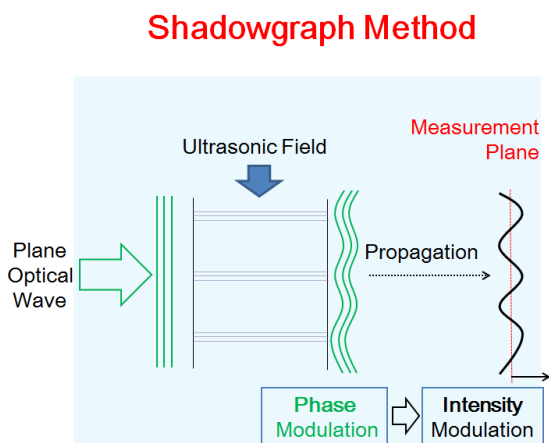 Shadowgraph Method
Measurement
Plane
Ultrasonic Field
Plane
Optical
Wave
Propagation
Phase
Modulation
Intensity
Modulation